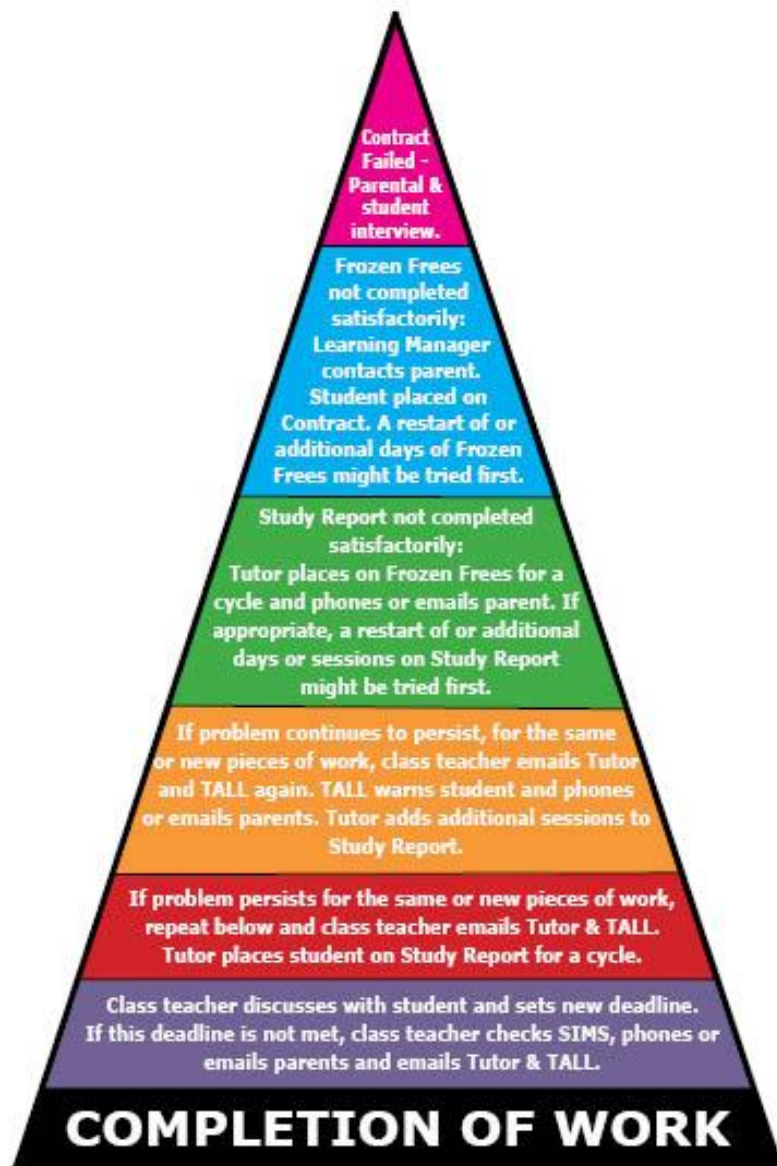 Contract
Failed -
Parental &
student
interview.
Frozen Frees
not completed
satisfactorily:
Learning Manager
contacts parent.
Student placed on
Contract. A restart of or
additional days of Frozen
Frees might be tried first.
Study Report not completed
satisfactorily:
Tutor places on Frozen Frees for a
cycle and phones or emails parent. If
appropriate, a restart of or additional
days or sessions on Study Report
might be tried first.
If problem continues to persist, for the same
or new pieces of work, class teacher emails Tutor
and TALL again. TALL warns student and phones
or emails parents. Tutor adds additional sessions to
Study Report.
If problem persists for the same or new pieces of work,
repeat below and class teacher emails Tutor & TALL.
Tutor places student on Study Report for a cycle.
Class teacher discusses with student and sets new deadline.
If this deadline is not met, class teacher checks SIMS, phones or
emails parents and emails Tutor & TALL.
COMPLETION OF WORK